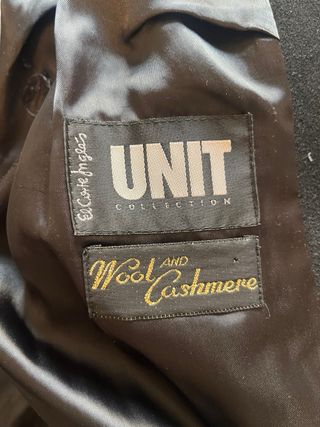 El Corte Inglés
UNIT
COLLECTION
Wool AND
Cashmere